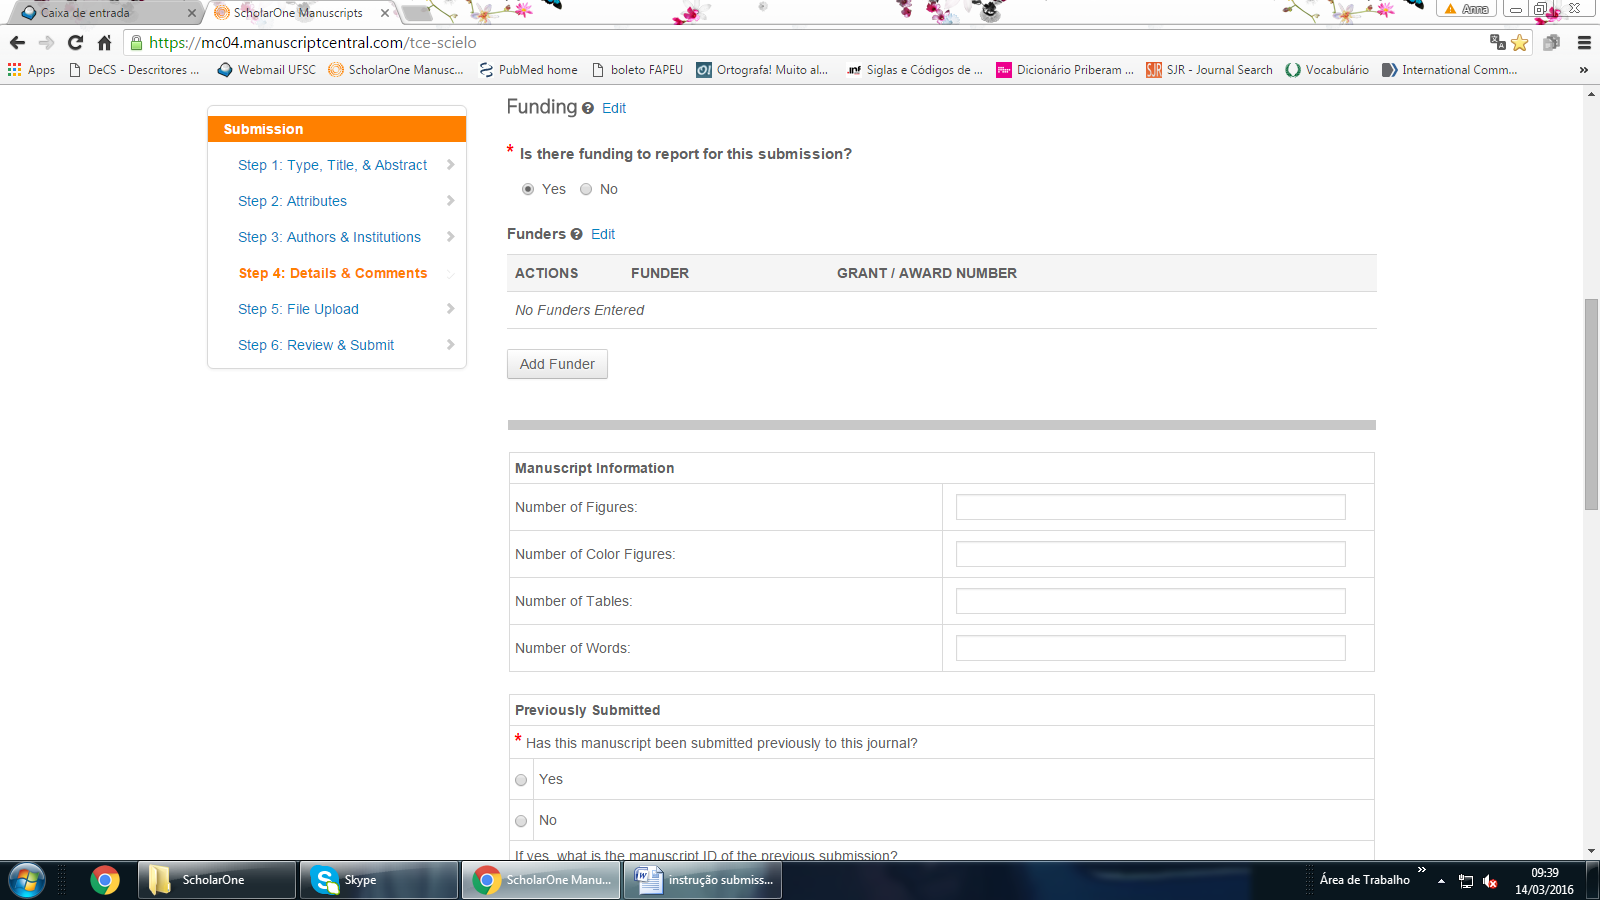 Caixa de entrada
ScholarOne Manuscripts
Anna
https://mc04.manuscriptcentral.com/tce-scielo
Apps
DeCS - Descritores ...
Webmail UFSC
ScholarOne Manusc...
PubMed home
boleto FAPEU
Ortografa! Muito al...
Siglas e Códigos de ...
Dicionário Priberam ...
SJR - Journal Search
Vocabulário
International Comm...
»
Submission
Step 1: Type, Title, & Abstract
Step 2: Attributes
Step 3: Authors & Institutions
Step 4: Details & Comments
Step 5: File Upload
Step 6: Review & Submit
Funding Edit
* Is there funding to report for this submission?
Yes No
Funders Edit
ACTIONS FUNDER GRANT / AWARD NUMBER
No Funders Entered
Add Funder
Manuscript Information
Number of Figures:
Number of Color Figures:
Number of Tables:
Number of Words:
Previously Submitted
* Has this manuscript been submitted previously to this journal?
Yes
No
If yes, what is the manuscript ID of the previous submission?
ScholarOne
Skype
ScholarOne Manu...
instrução submiss...
Área de Trabalho
»
09:39
14/03/2016